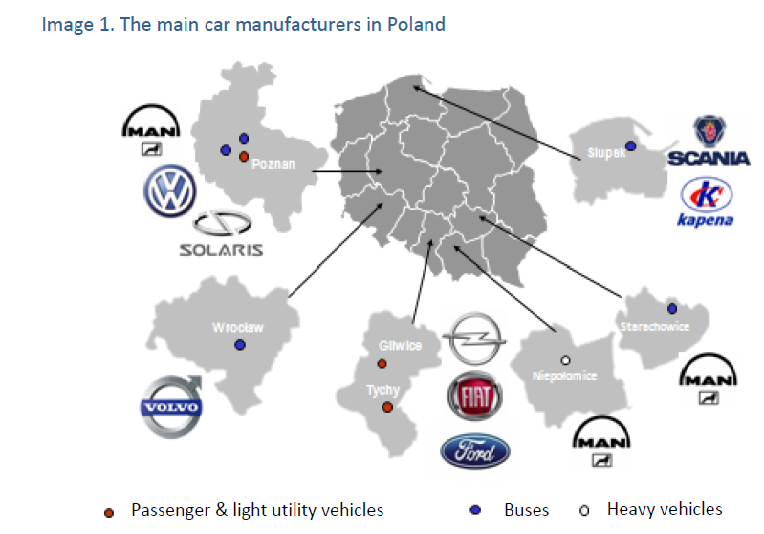 Image 1. The main car manufacturers in Poland
MAN
Poznan
SOLARIS
Słupsk
SCANIA
K
kapena
Wrocław
VOLVO
Gliwice
Tychy
FIAT
Ford
Niepołomice
MAN
Starachowice
MAN
Passenger & light utility vehicles
Buses
Heavy vehicles